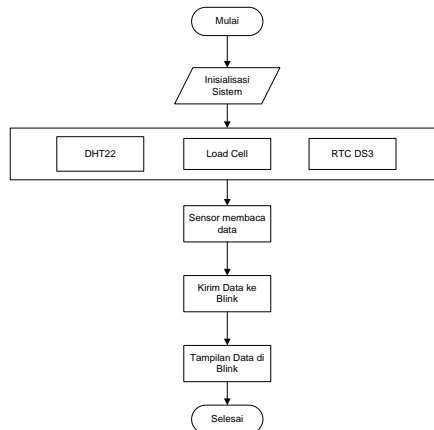 Mulai
Inisialisasi
Sistem
DHT22
Load Cell
RTC DS3
Sensor membaca
data
Kirim Data ke
Blink
Tampilan Data di
Blink
Selesai